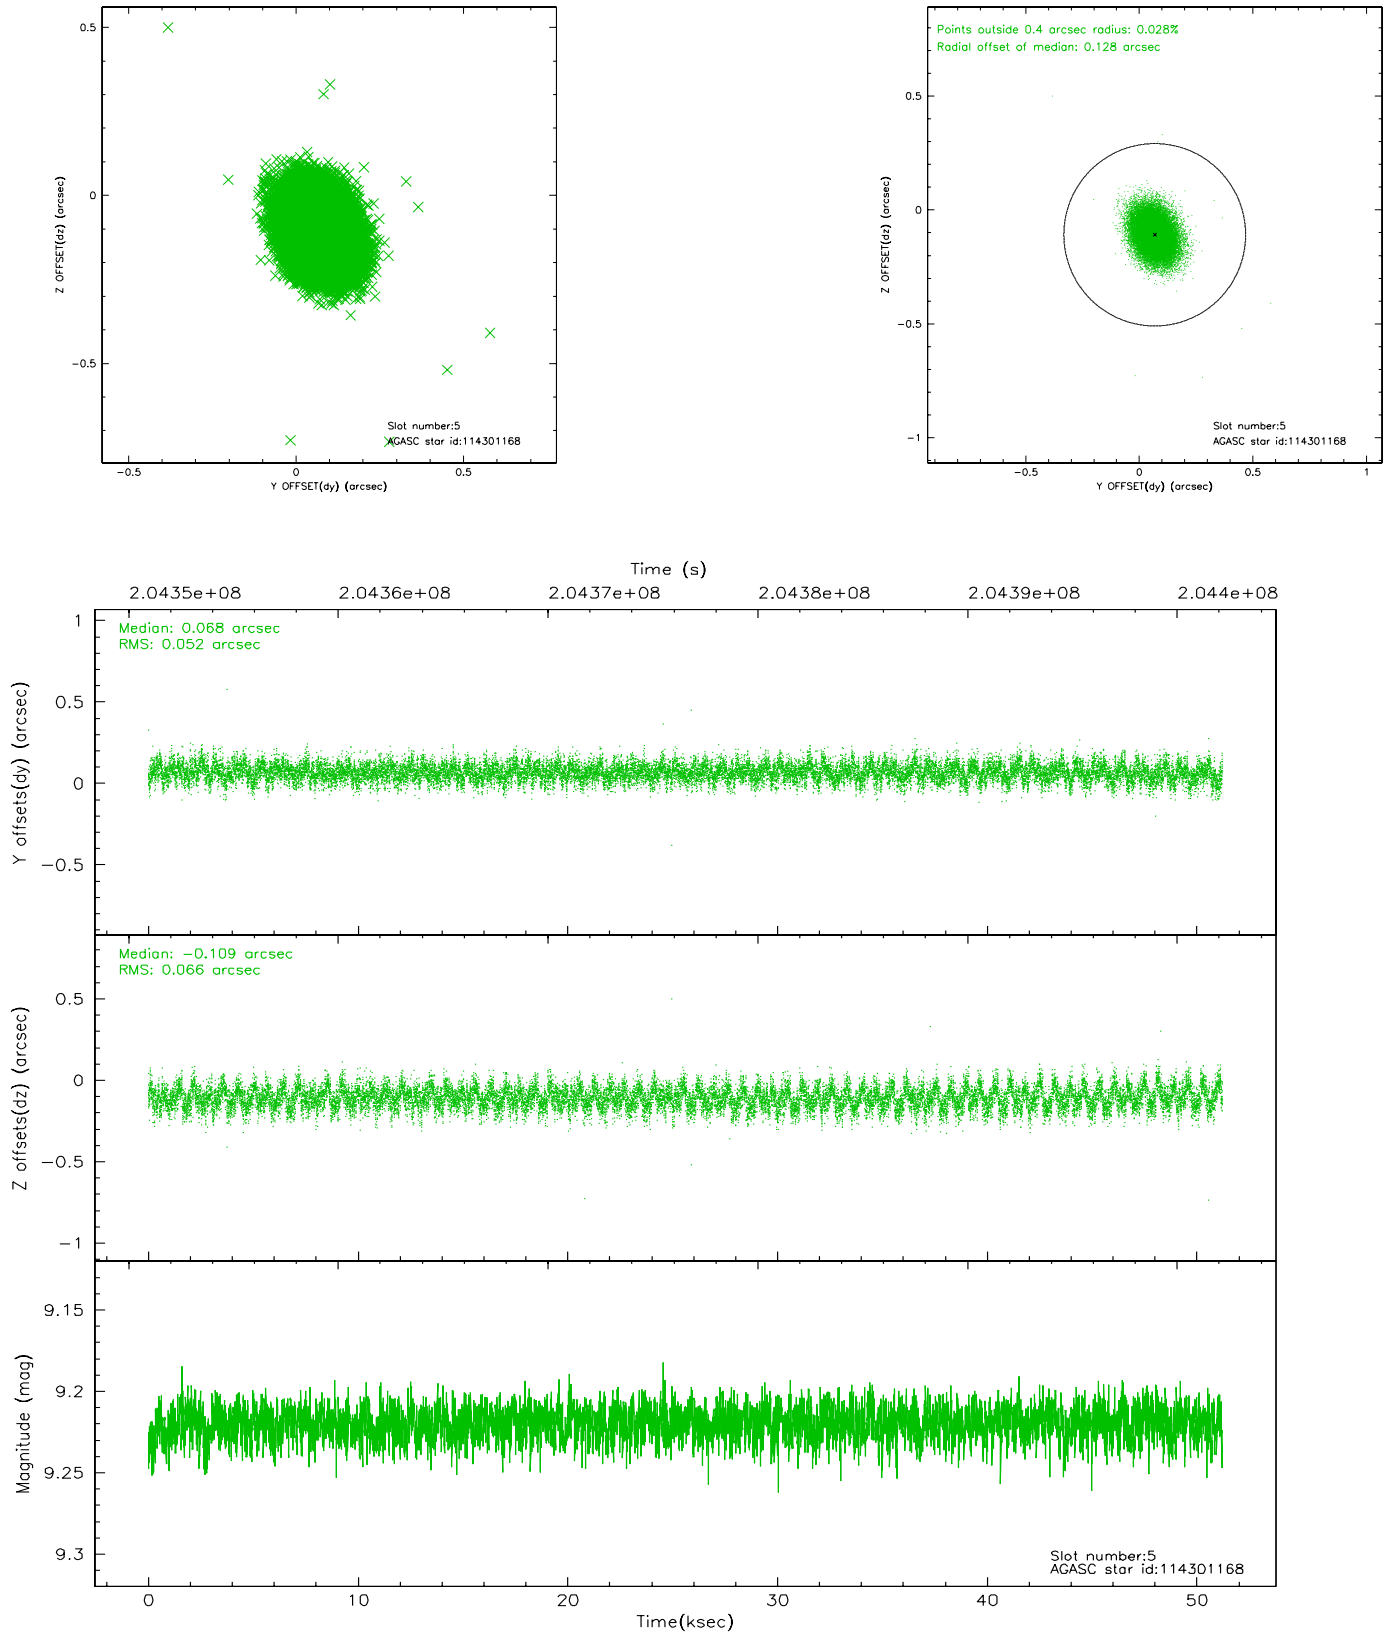 0.5
0
−0.5
Z OFFSET(dz) (arcsec)
Slot number:5
AGASC star id:114301168
−0.5
0
0.5
Y OFFSET(dy) (arcsec)
Points outside 0.4 arcsec radius: 0.028%
Radial offset of median: 0.128 arcsec
0.5
0
−0.5
−1
Z OFFSET(dz) (arcsec)
Slot number:5
AGASC star id:114301168
−0.5
0
0.5
1
Y OFFSET(dy) (arcsec)
Time (s)
2.0435e+08
2.0436e+08
2.0437e+08
2.0438e+08
2.0439e+08
2.044e+08
Median: 0.068 arcsec
RMS: 0.052 arcsec
1
0.5
0
−0.5
Y offsets(dy) (arcsec)
Median: −0.109 arcsec
RMS: 0.066 arcsec
0.5
0
−0.5
−1
Z offsets(dz) (arcsec)
9.15
9.2
9.25
9.3
Magnitude (mag)
Slot number:5
AGASC star id:114301168
0
10
20
30
40
50
Time(ksec)